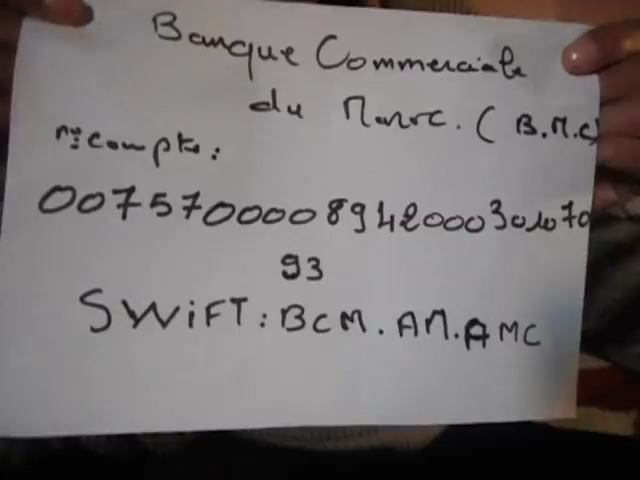 Banque Commerciale
du Maroc. (B.M.C)
n° compte :
0075700008942000301070
93
SWiFT : BCM. AM. AMC